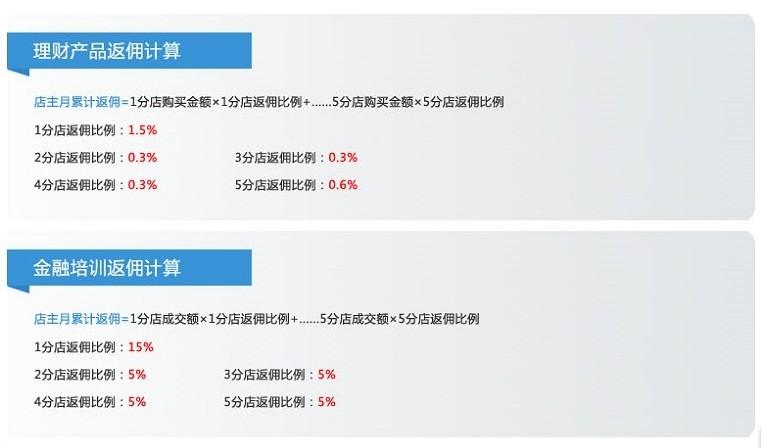 理财产品返佣计算
店主月累计返佣=1分店购买金额×1分店返佣比例+......5分店购买金额×5分店返佣比例
1分店返佣比例：1.5%
2分店返佣比例：0.3% 3分店返佣比例：0.3%
4分店返佣比例：0.3% 5分店返佣比例：0.6%
金融培训返佣计算
店主月累计返佣=1分店成交额×1分店返佣比例+......5分店成交额×5分店返佣比例
1分店返佣比例：15%
2分店返佣比例：5% 3分店返佣比例：5%
4分店返佣比例：5% 5分店返佣比例：5%